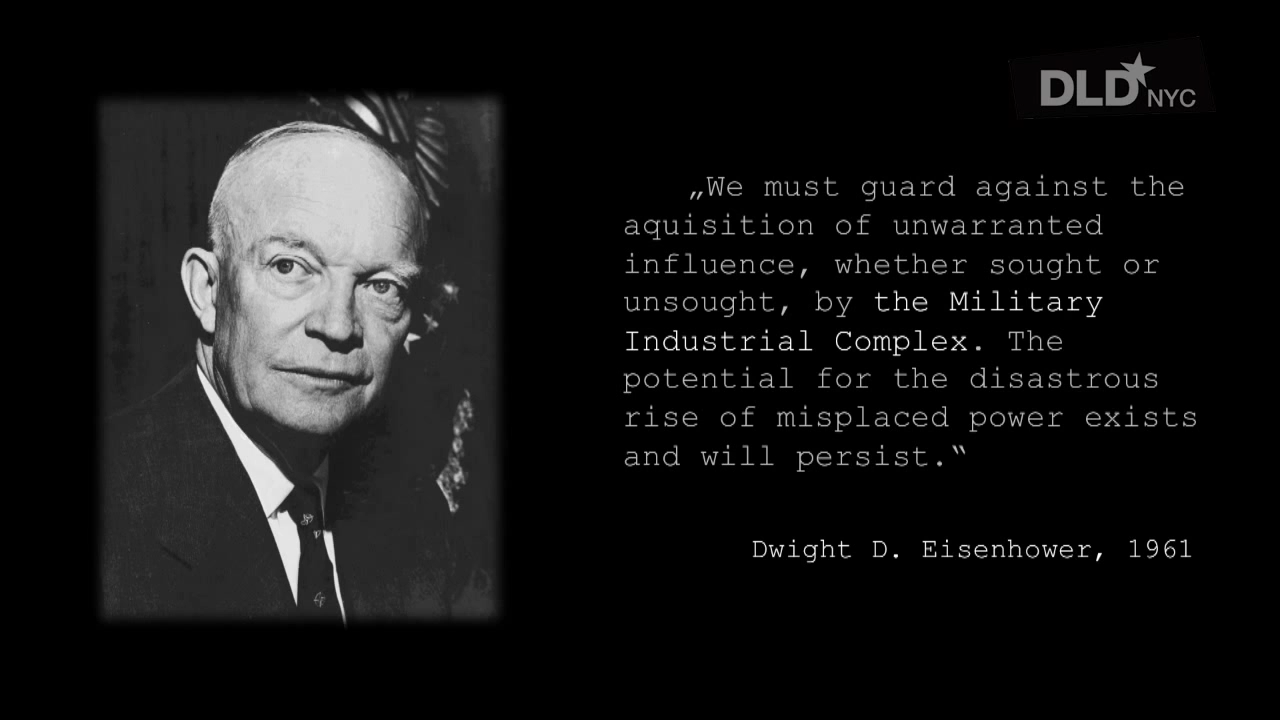 DLD NYC
„We must guard against the
aquisition of unwarranted
influence, whether sought or
unsought, by the Military
Industrial Complex. The
potential for the disastrous
rise of misplaced power exists
and will persist.‟
Dwight D. Eisenhower, 1961